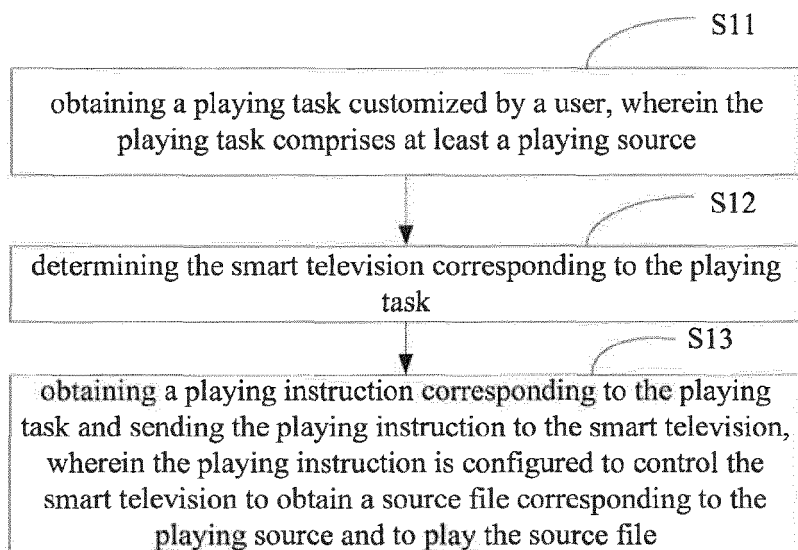 S11
obtaining a playing task customized by a user, wherein the
playing task comprises at least a playing source
S12
determining the smart television corresponding to the playing
task
S13
obtaining a playing instruction corresponding to the playing
task and sending the playing instruction to the smart television,
wherein the playing instruction is configured to control the
smart television to obtain a source file corresponding to the
playing source and to play the source file